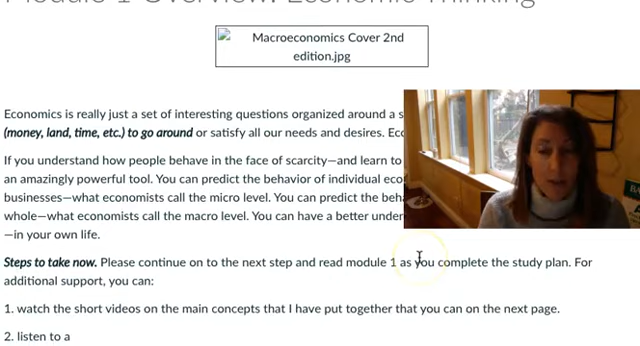 Module 1 Overview: Economic Thinking
Macroeconomics Cover 2nd
edition.jpg
Economics is really just a set of interesting questions organized around a s
(money, land, time, etc.) to go around or satisfy all our needs and desires. Eco
If you understand how people behave in the face of scarcity—and learn to
an amazingly powerful tool. You can predict the behavior of individual eco
businesses—what economists call the micro level. You can predict the beha
whole—what economists call the macro level. You can have a better under
—in your own life.
Steps to take now. Please continue on to the next step and read module 1 as you complete the study plan. For
additional support, you can:
1. watch the short videos on the main concepts that I have put together that you can on the next page.
2. listen to a